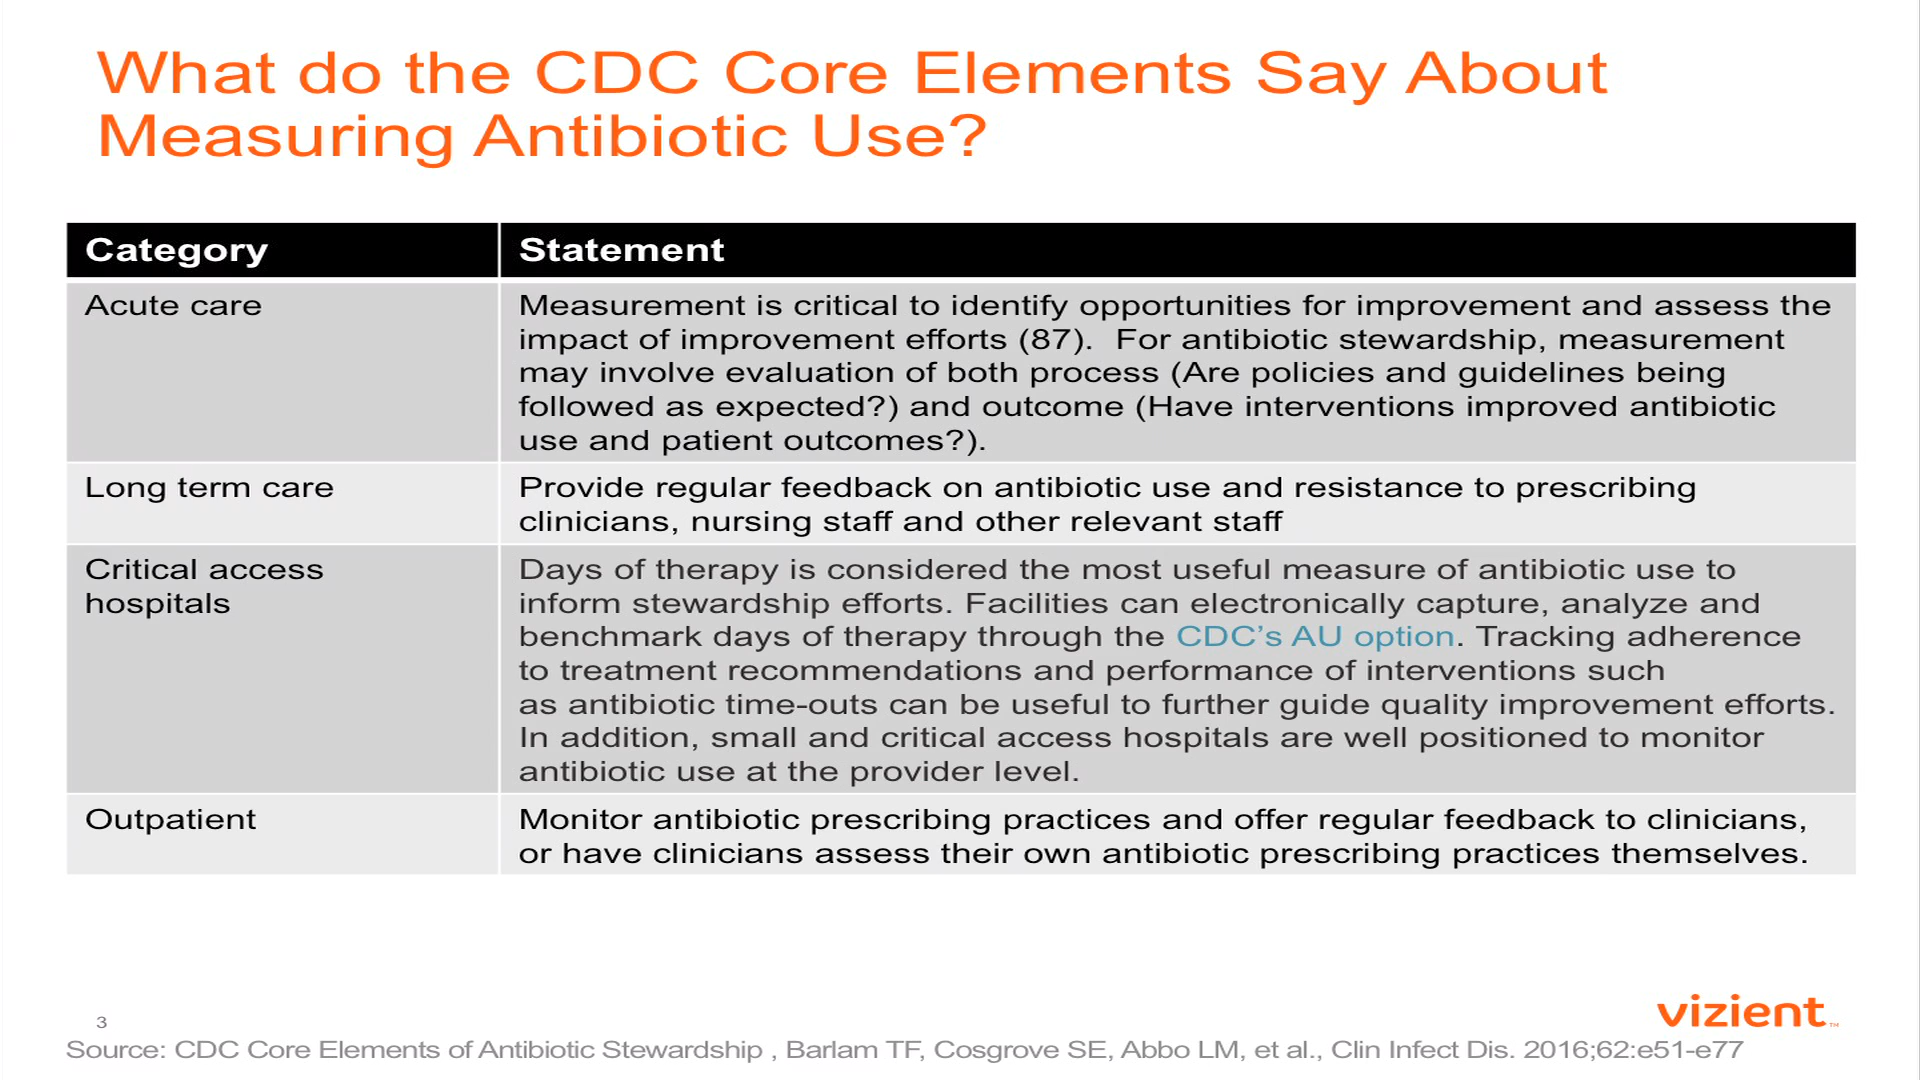 What do the CDC Core Elements Say About
Measuring Antibiotic Use?
Category
Statement
Acute care
Measurement is critical to identify opportunities for improvement and assess the
impact of improvement efforts (87).  For antibiotic stewardship, measurement
may involve evaluation of both process (Are policies and guidelines being
followed as expected?) and outcome (Have interventions improved antibiotic
use and patient outcomes?).
Long term care
Provide regular feedback on antibiotic use and resistance to prescribing
clinicians, nursing staff and other relevant staff
Critical access
hospitals
Days of therapy is considered the most useful measure of antibiotic use to
inform stewardship efforts. Facilities can electronically capture, analyze and
benchmark days of therapy through the CDC’s AU option. Tracking adherence
to treatment recommendations and performance of interventions such
as antibiotic time-outs can be useful to further guide quality improvement efforts.
In addition, small and critical access hospitals are well positioned to monitor
antibiotic use at the provider level.
Outpatient
Monitor antibiotic prescribing practices and offer regular feedback to clinicians,
or have clinicians assess their own antibiotic prescribing practices themselves.
vizient™
3
Source: CDC Core Elements of Antibiotic Stewardship , Barlam TF, Cosgrove SE, Abbo LM, et al., Clin Infect Dis. 2016;62:e51-e77